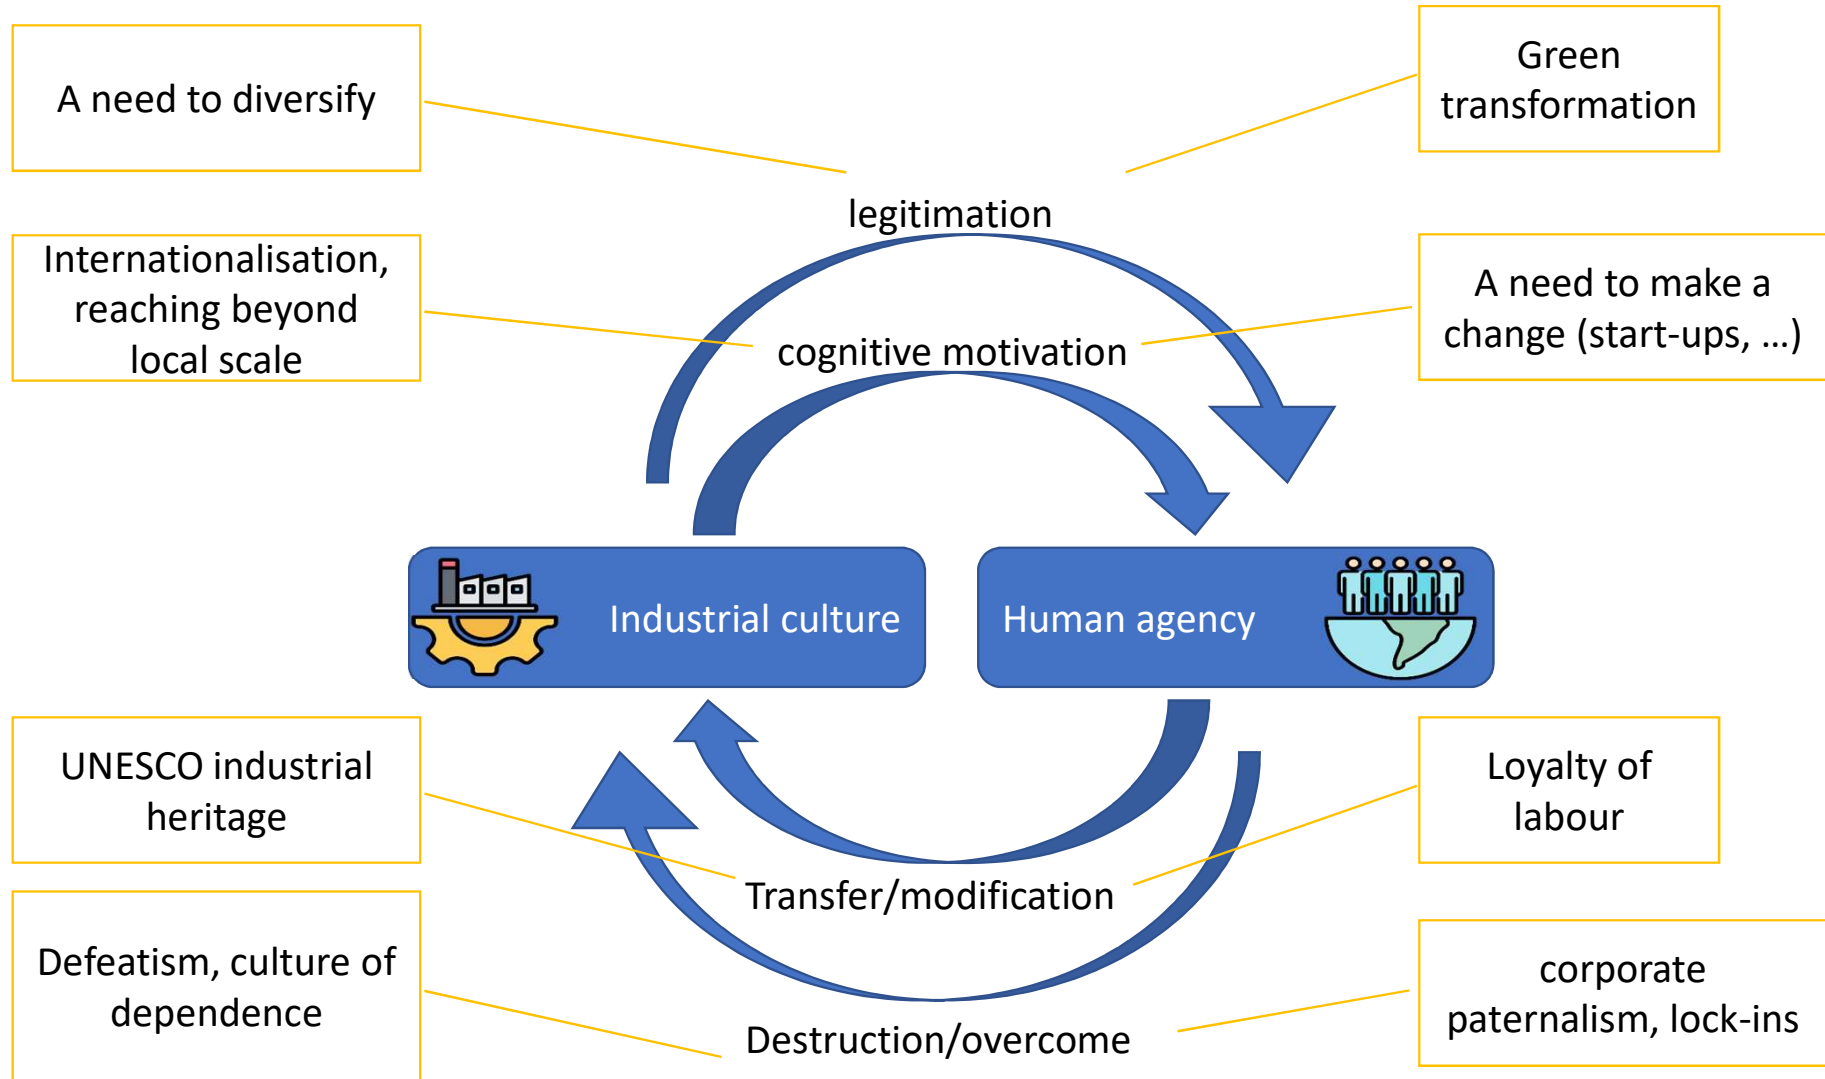 A need to diversify
Green
transformation
legitimation
Internationalisation,
reaching beyond
local scale
cognitive motivation
A need to make a
change (start-ups, …)
Industrial culture
Human agency
UNESCO industrial
heritage
Loyalty of
labour
Transfer/modification
Defeatism, culture of
dependence
corporate
paternalism, lock-ins
Destruction/overcome